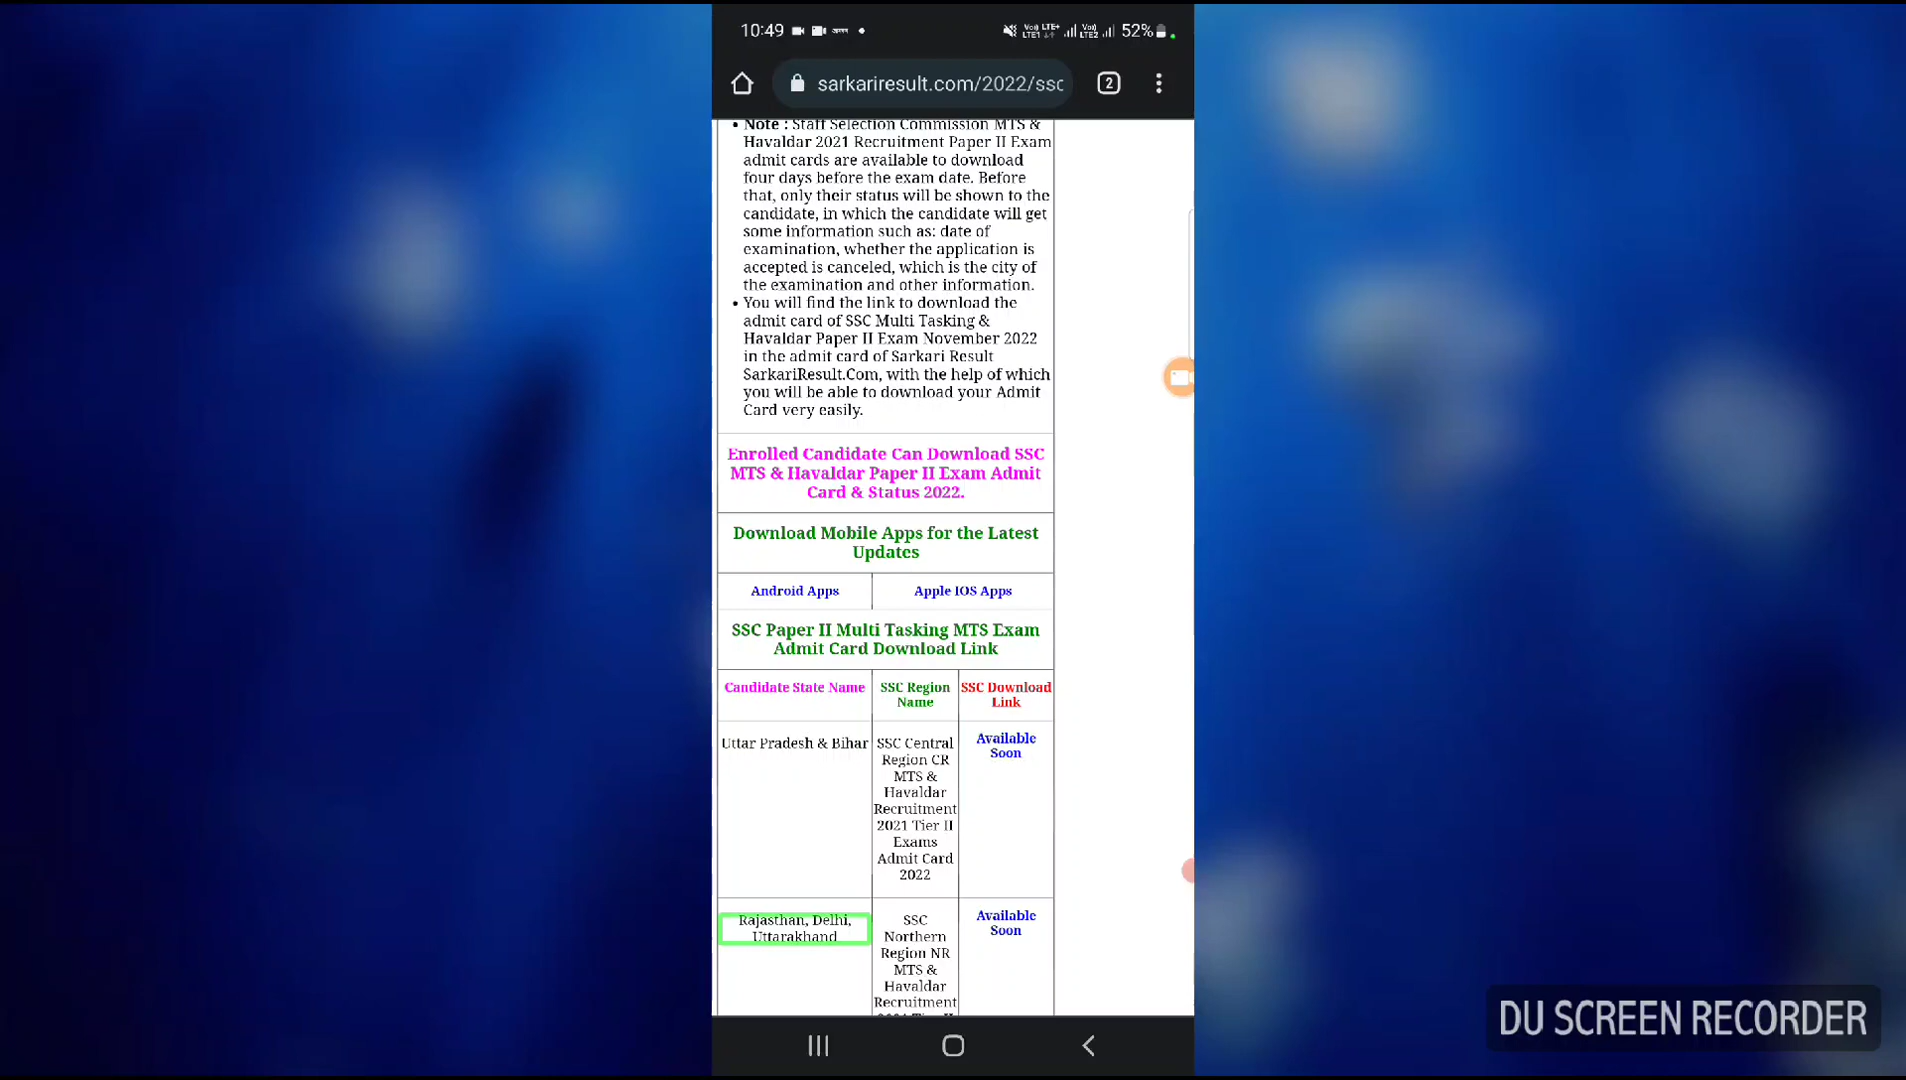 10:49
Vo) LTE+
LTE1
Vo)
LTE2
52%
sarkariresult.com/2022/ssc
2
• Note : Staff Selection Commission MTS &
Havaldar 2021 Recruitment Paper II Exam
admit cards are available to download
four days before the exam date. Before
that, only their status will be shown to the
candidate, in which the candidate will get
some information such as: date of
examination, whether the application is
accepted is canceled, which is the city of
the examination and other information.
• You will find the link to download the
admit card of SSC Multi Tasking &
Havaldar Paper II Exam November 2022
in the admit card of Sarkari Result
SarkariResult.Com, with the help of which
you will be able to download your Admit
Card very easily.
Enrolled Candidate Can Download SSC
MTS & Havaldar Paper II Exam Admit
Card & Status 2022.
Download Mobile Apps for the Latest
Updates
Android Apps
Apple IOS Apps
SSC Paper II Multi Tasking MTS Exam
Admit Card Download Link
Candidate State Name
SSC Region
Name
SSC Download
Link
Uttar Pradesh & Bihar
SSC Central
Region CR
MTS &
Havaldar
Recruitment
2021 Tier II
Exams
Admit Card
2022
Available
Soon
Rajasthan, Delhi,
Uttarakhand
SSC
Northern
Region NR
MTS &
Havaldar
Recruitment
Available
Soon
DU SCREEN RECORDER